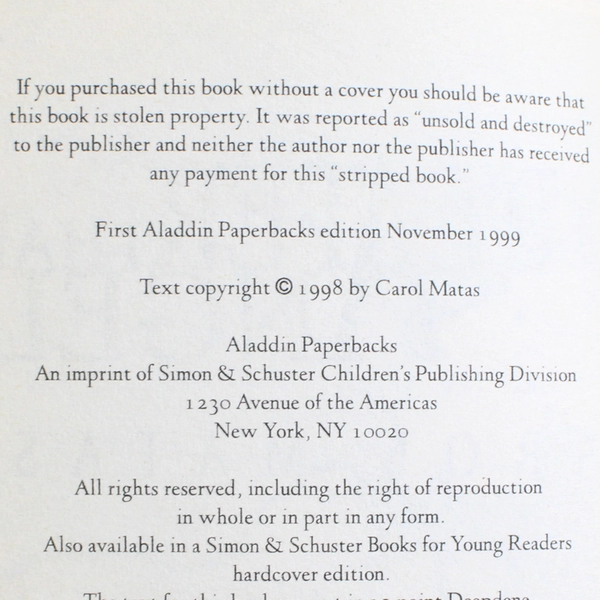 If you purchased this book without a cover you should be aware that
this book is stolen property. It was reported as “unsold and destroyed”
to the publisher and neither the author nor the publisher has received
any payment for this “stripped book.”
First Aladdin Paperbacks edition November 1999
Text copyright © 1998 by Carol Matas
Aladdin Paperbacks
An imprint of Simon & Schuster Children’s Publishing Division
1230 Avenue of the Americas
New York, NY 10020
All rights reserved, including the right of reproduction
in whole or in part in any form.
Also available in a Simon & Schuster Books for Young Readers
hardcover edition.